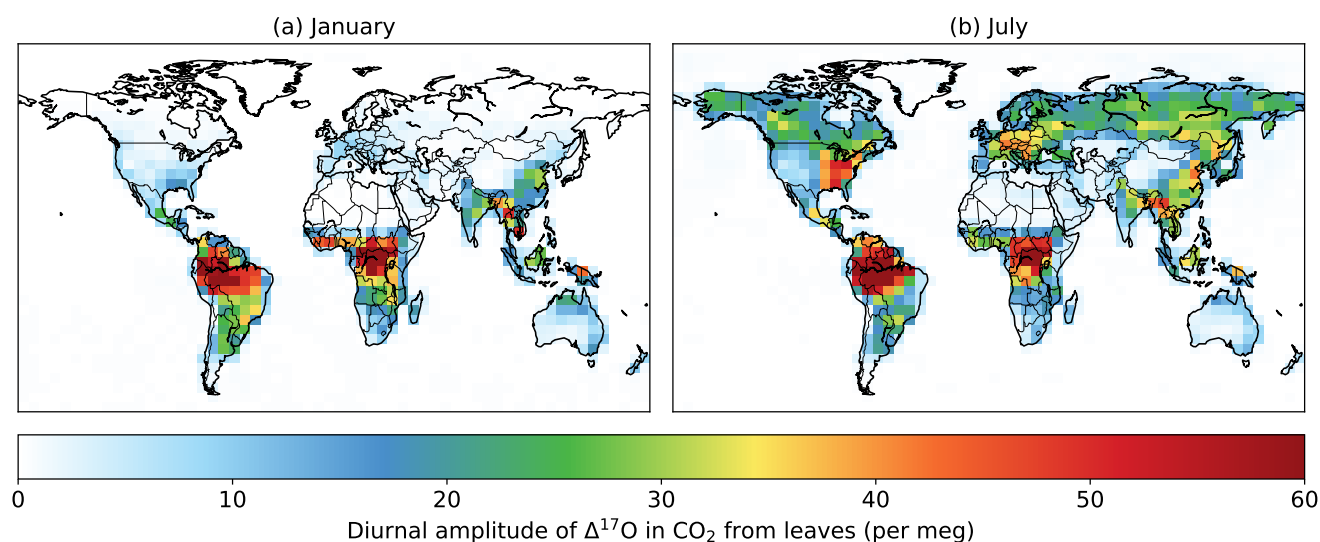 (a) January
(b) July
0 10 20 30 40 50 60
Diurnal amplitude of Δ¹⁷O in CO₂ from leaves (per meg)